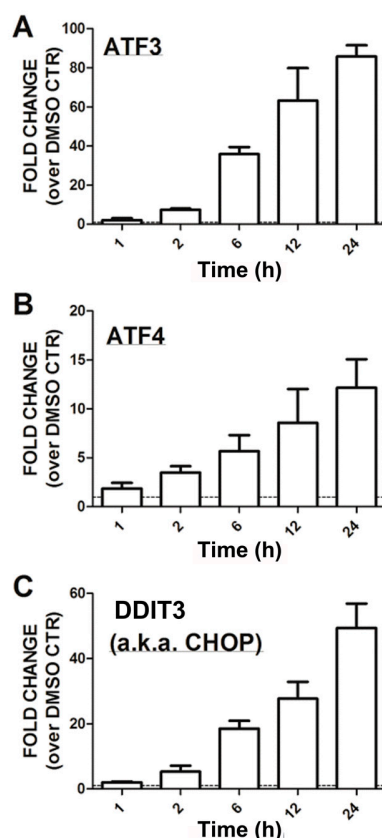 A
ATF3
FOLD CHANGE
(over DMSO CTR)
100
80
60
40
20
0
1
2
6
12
24
Time (h)
B
ATF4
FOLD CHANGE
(over DMSO CTR)
20
15
10
5
0
1
2
6
12
24
Time (h)
C
DDIT3
(a.k.a. CHOP)
FOLD CHANGE
(over DMSO CTR)
60
40
20
0
1
2
6
12
24
Time (h)